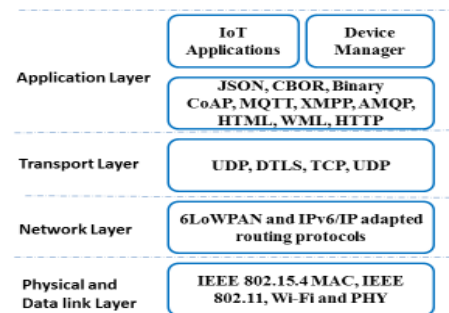 IoT
Applications
Device
Manager
Application Layer
JSON, CBOR, Binary
CoAP, MQTT, XMPP, AMQP,
HTML, WML, HTTP
Transport Layer
UDP, DTLS, TCP, UDP
Network Layer
6LoWPAN and IPv6/IP adapted
routing protocols
Physical and
Data link Layer
IEEE 802.15.4 MAC, IEEE
802.11, Wi-Fi and PHY